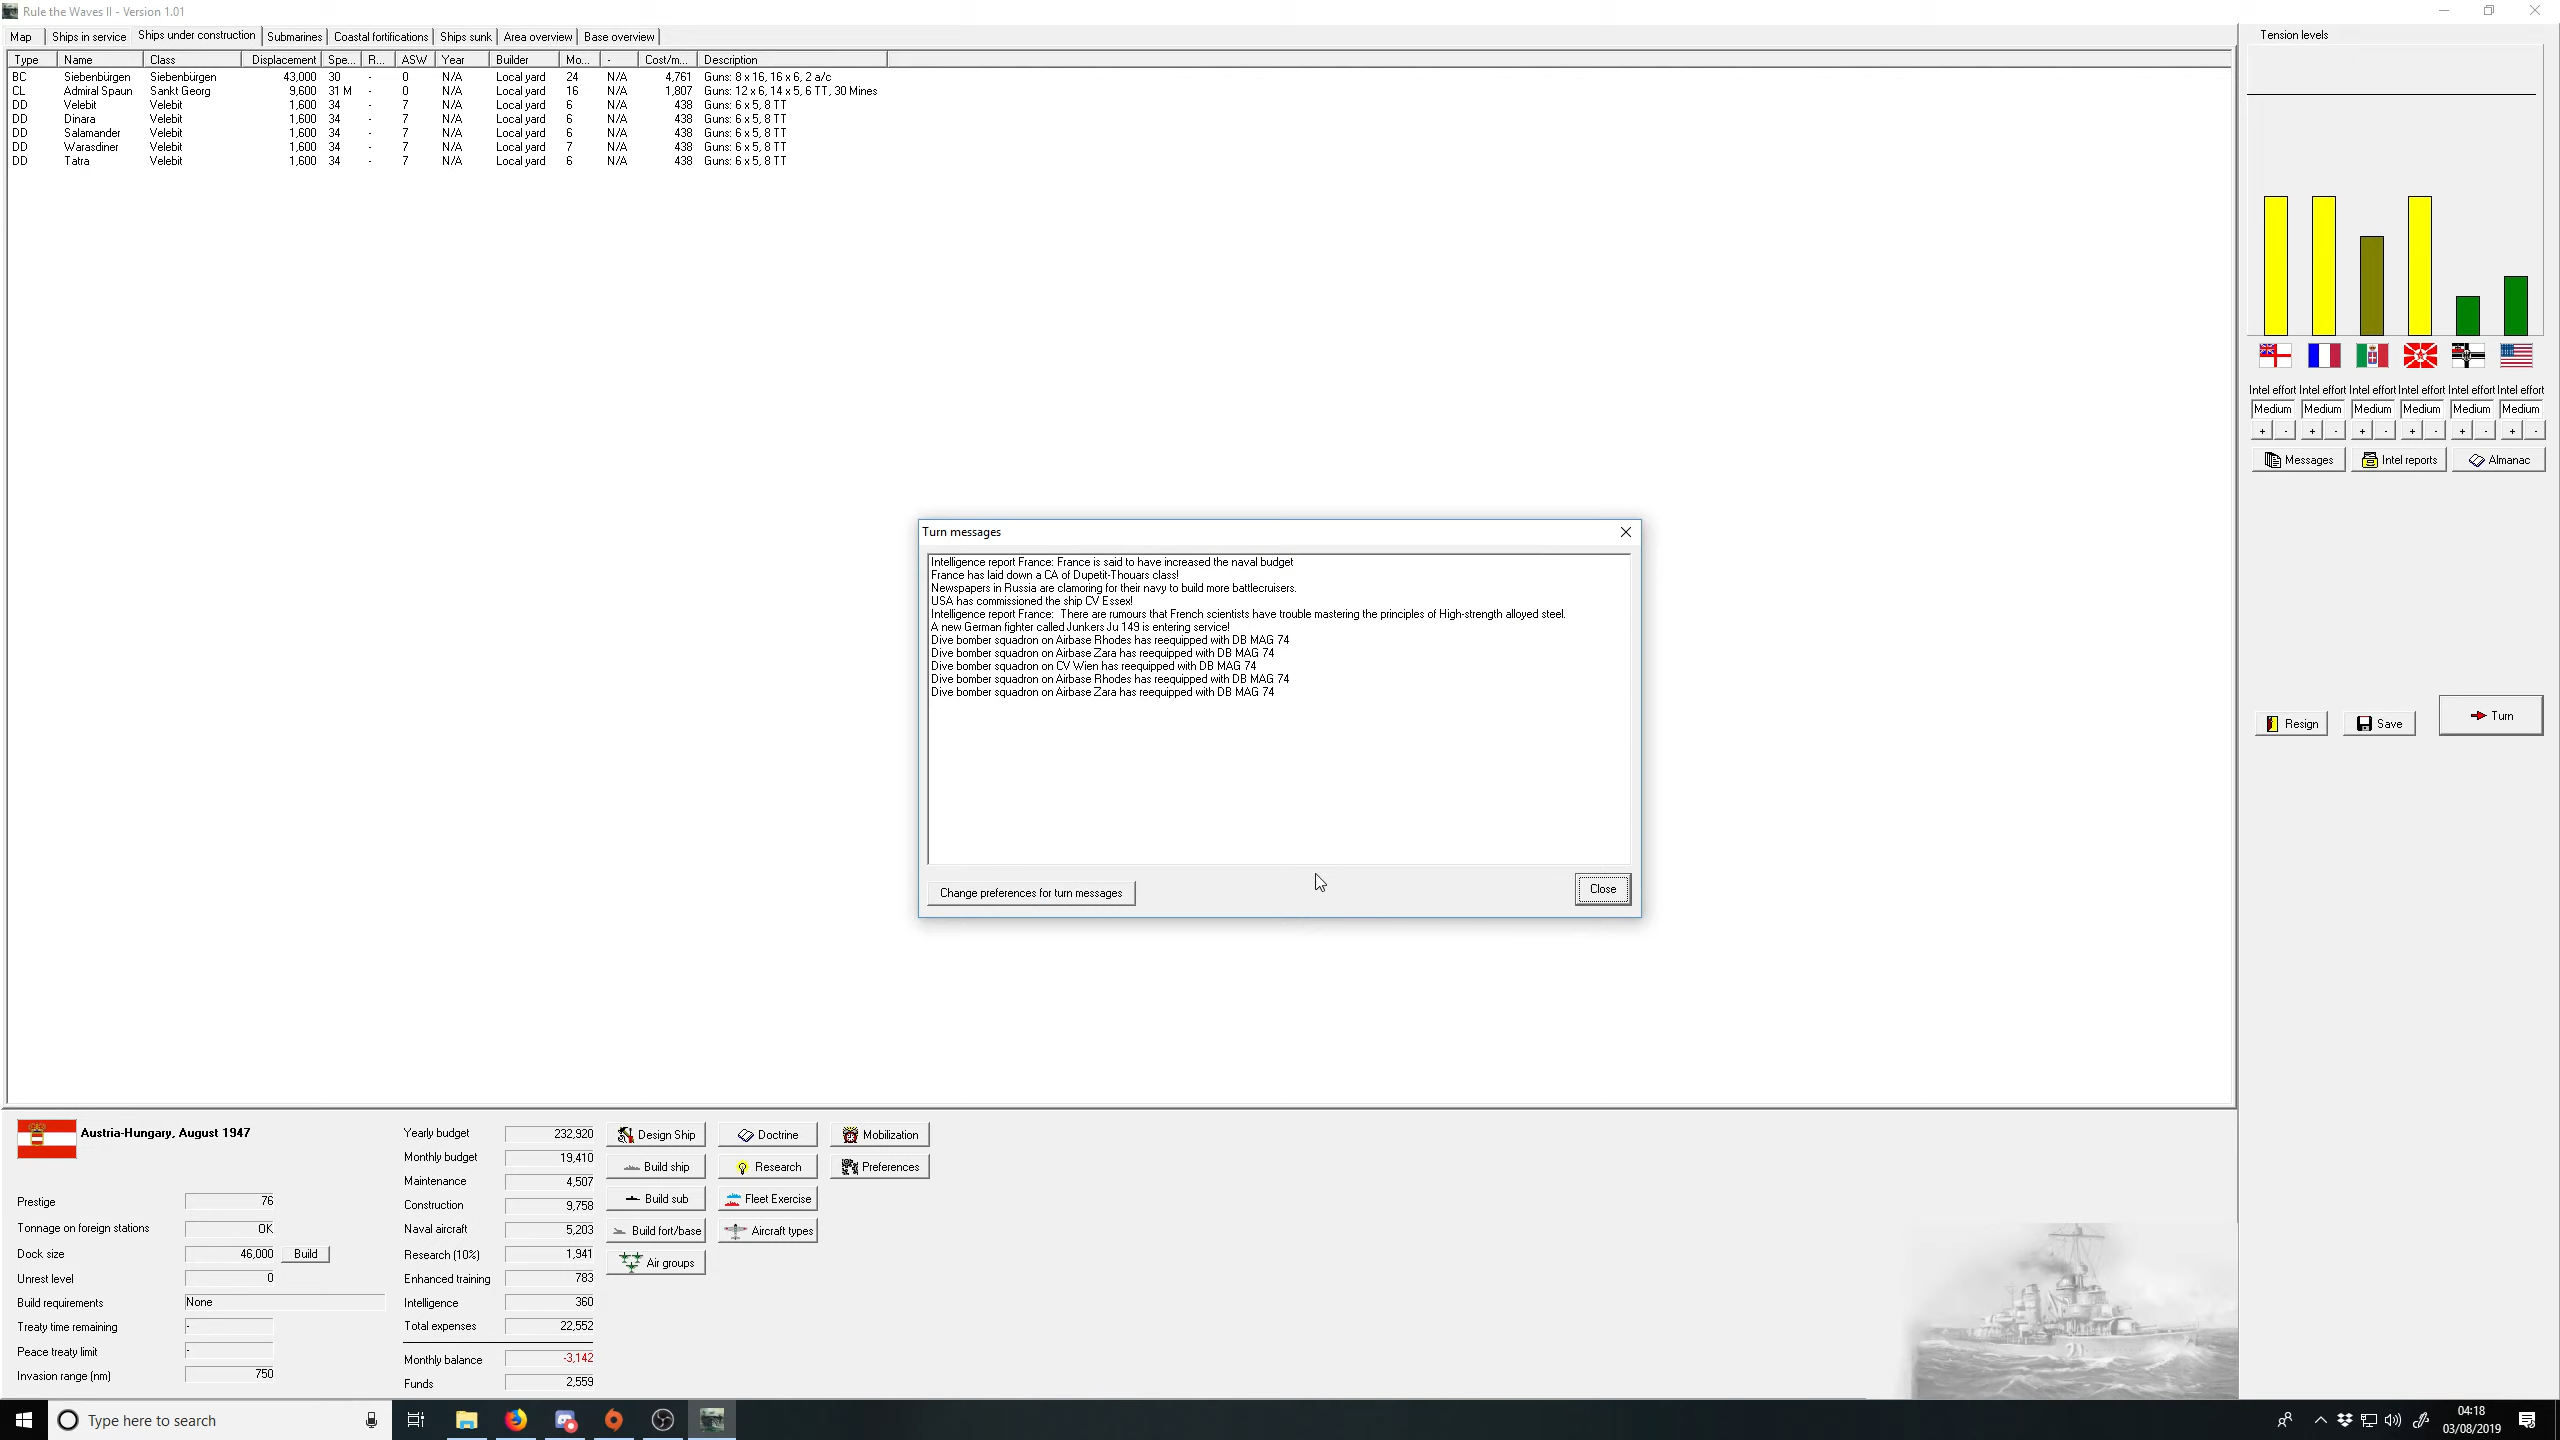 Rule the Waves II - Version 1.01
Map Ships in service Ships under construction Submarines Coastal fortifications Ships sunk Area overview Base overview
Type Name Class Displacement Spe... R... ASW Year Builder Mo... - Cost/m... Description
BC Siebenbürgen Siebenbürgen 43,000 30 - 0 N/A Local yard 24 N/A 4,761 Guns: 8 x 16, 16 x 6, 2 a/c
CL Admiral Spaun Sankt Georg 9,600 31 M - 0 N/A Local yard 16 N/A 1,807 Guns: 12 x 6, 14 x 5, 6 TT, 30 Mines
DD Velebit Velebit 1,600 34 - 7 N/A Local yard 6 N/A 438 Guns: 6 x 5, 8 TT
DD Dinara Velebit 1,600 34 - 7 N/A Local yard 6 N/A 438 Guns: 6 x 5, 8 TT
DD Salamander Velebit 1,600 34 - 7 N/A Local yard 6 N/A 438 Guns: 6 x 5, 8 TT
DD Warasdiner Velebit 1,600 34 - 7 N/A Local yard 7 N/A 438 Guns: 6 x 5, 8 TT
DD Tatra Velebit 1,600 34 - 7 N/A Local yard 6 N/A 438 Guns: 6 x 5, 8 TT
Tension levels
Intel effort Intel effort Intel effort Intel effort Intel effort Intel effort
Medium Medium Medium Medium Medium Medium
+ - + - + - + - + - + -
Messages Intel reports Almanac
Resign Save Turn
Turn messages
Intelligence report France: France is said to have increased the naval budget
France has laid down a CA of Dupetit-Thouars class!
Newspapers in Russia are clamoring for their navy to build more battlecruisers.
USA has commissioned the ship CV Essex!
Intelligence report France: There are rumours that French scientists have trouble mastering the principles of High-strength alloyed steel.
A new German fighter called Junkers Ju 149 is entering service!
Dive bomber squadron on Airbase Rhodes has reequipped with DB MAG 74
Dive bomber squadron on Airbase Zara has reequipped with DB MAG 74
Dive bomber squadron on CV Wien has reequipped with DB MAG 74
Dive bomber squadron on Airbase Rhodes has reequipped with DB MAG 74
Dive bomber squadron on Airbase Zara has reequipped with DB MAG 74
Change preferences for turn messages Close
Austria-Hungary, August 1947
Prestige 76
Tonnage on foreign stations OK
Dock size 46,000 Build
Unrest level 0
Build requirements None
Treaty time remaining -
Peace treaty limit -
Invasion range (nm) 750
Yearly budget 232,920
Monthly budget 19,410
Maintenance 4,507
Construction 9,758
Naval aircraft 5,203
Research (10%) 1,941
Enhanced training 783
Intelligence 360
Total expenses 22,552
Monthly balance -3,142
Funds 2,559
Design Ship Doctrine Mobilization
Build ship Research Preferences
Build sub Fleet Exercise
Build fort/base Aircraft types
Air groups
Type here to search
04:18
03/08/2019